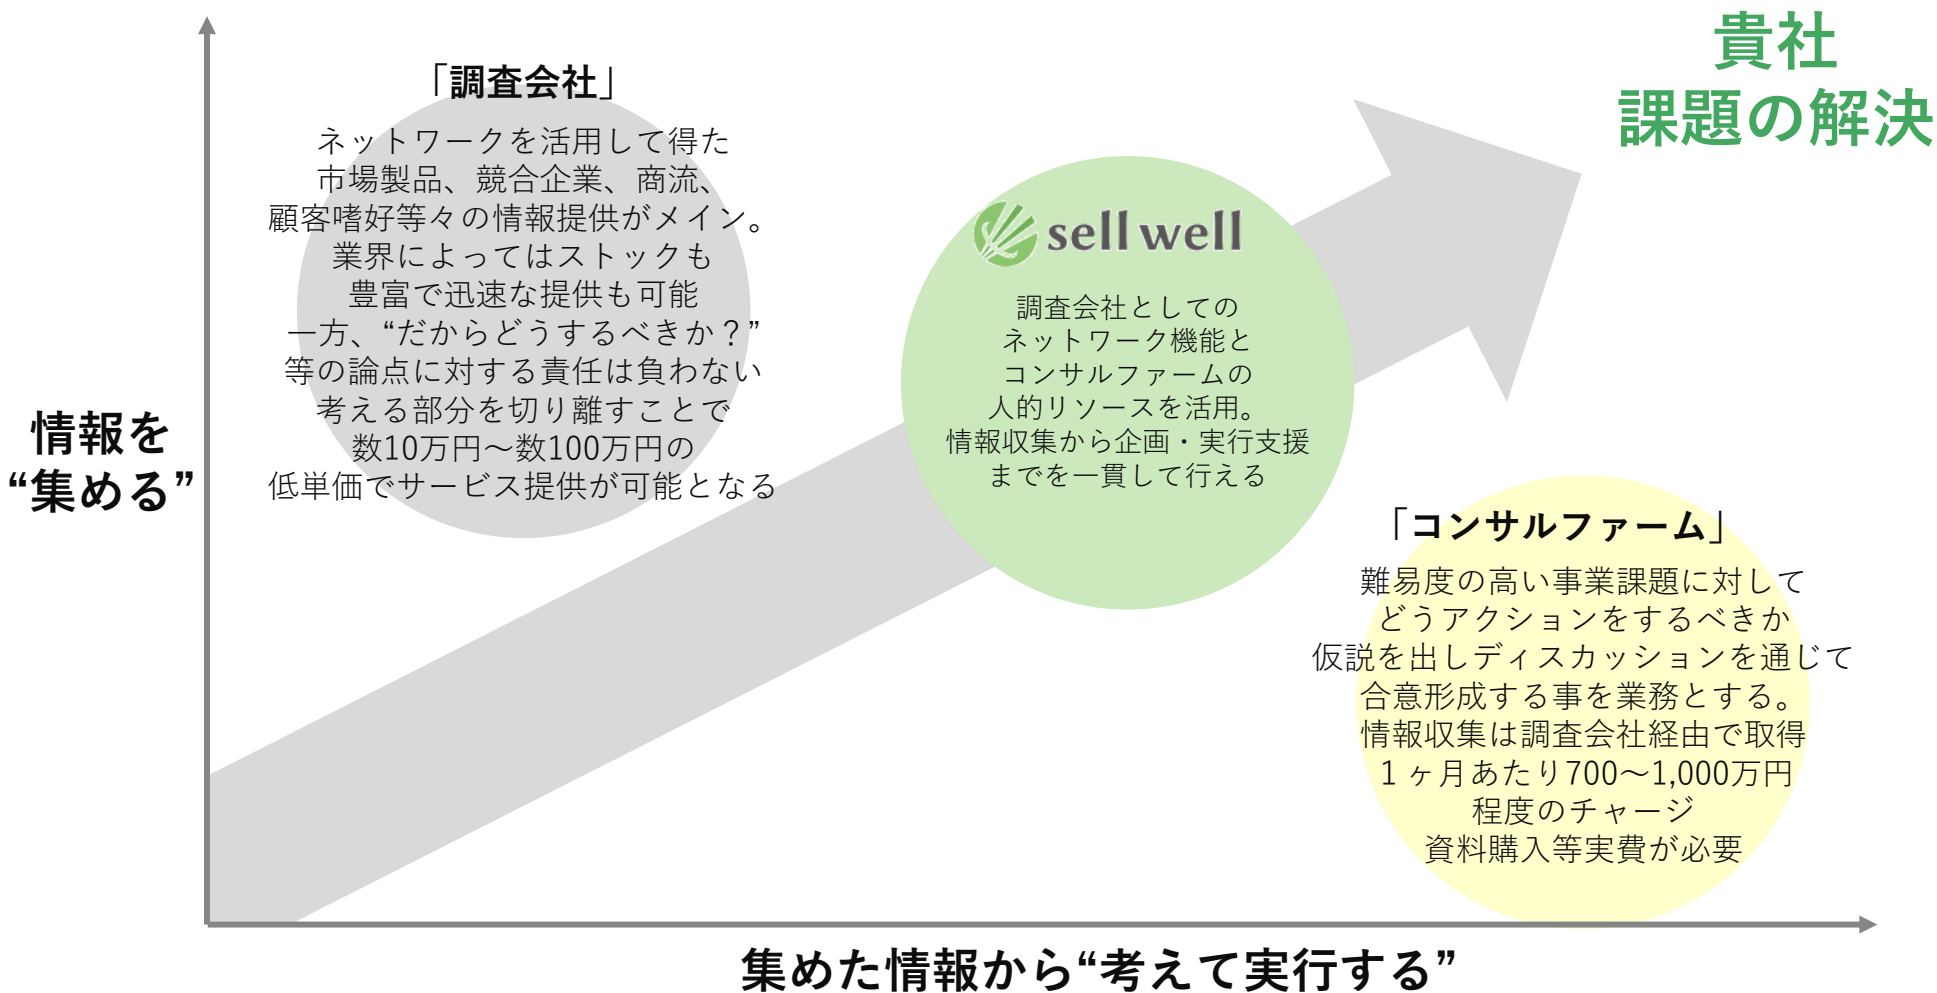 貴社
課題の解決
「調査会社」
ネットワークを活用して得た
市場製品、競合企業、商流、
顧客嗜好等々の情報提供がメイン。
業界によってはストックも
豊富で迅速な提供も可能
一方、“だからどうするべきか？”
等の論点に対する責任は負わない
考える部分を切り離すことで
数10万円～数100万円の
低単価でサービス提供が可能となる
sell well
調査会社としての
ネットワーク機能と
コンサルファームの
人的リソースを活用。
情報収集から企画・実行支援
までを一貫して行える
情報を
“集める”
「コンサルファーム」
難易度の高い事業課題に対して
どうアクションをするべきか
仮説を出しディスカッションを通じて
合意形成する事を業務とする。
情報収集は調査会社経由で取得
１ヶ月あたり700～1,000万円
程度のチャージ
資料購入等実費が必要
集めた情報から“考えて実行する”